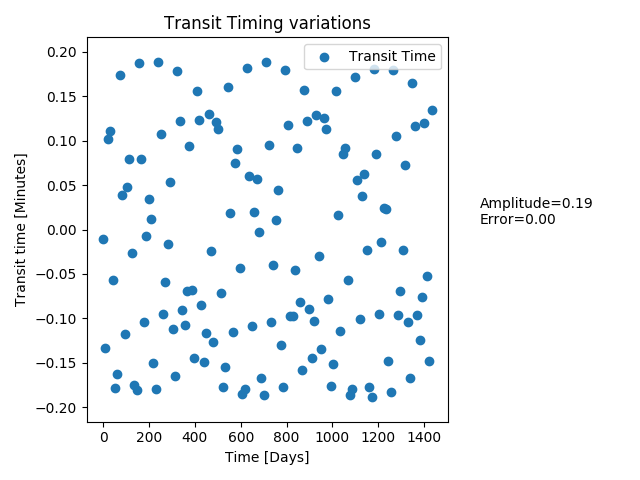 Transit Timing variations
Transit Time
Transit time [Minutes]
0.20
0.15
0.10
0.05
0.00
−0.05
−0.10
−0.15
−0.20
0 200 400 600 800 1000 1200 1400
Time [Days]
Amplitude=0.19
Error=0.00